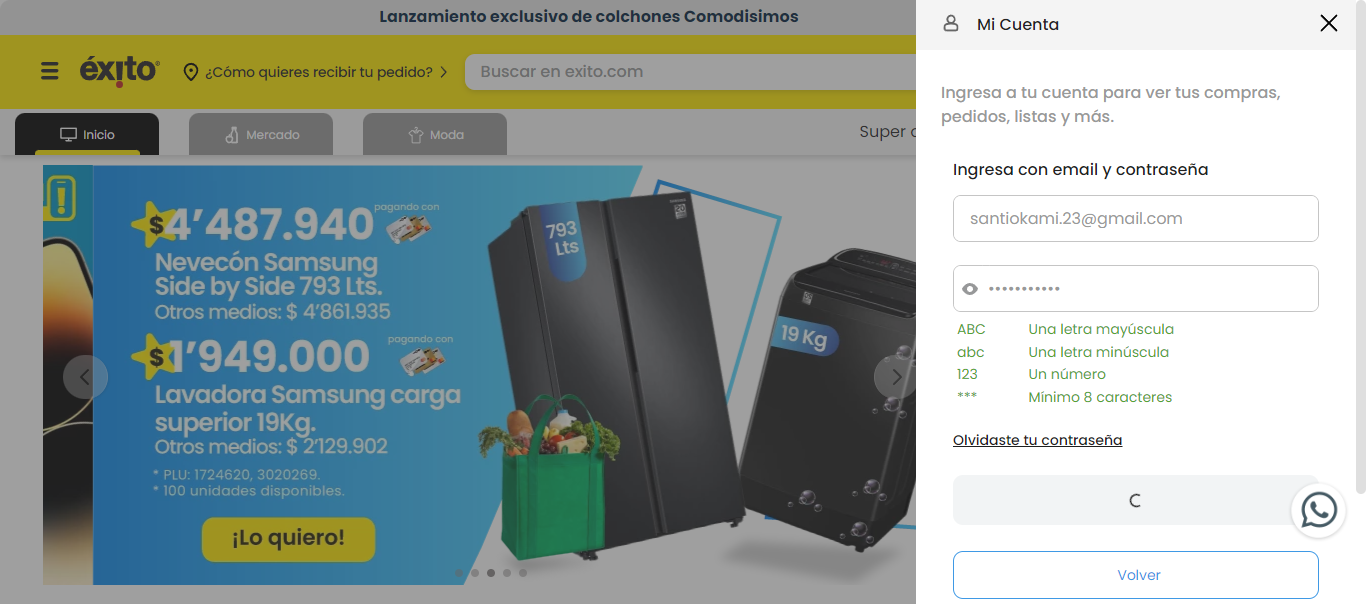 Lanzamiento exclusivo de colchones Comodisimos
Mi Cuenta
éxito
¿Cómo quieres recibir tu pedido?
Buscar en exito.com
Inicio
Mercado
Moda
Super
Ingresa a tu cuenta para ver tus compras,
pedidos, listas y más.
Ingresa con email y contraseña
santiokami.23@gmail.com
•••••••••••
ABC Una letra mayúscula
abc Una letra minúscula
123 Un número
*** Mínimo 8 caracteres
Olvidaste tu contraseña
Volver
$4’487.940
pagando con
Nevecón Samsung
Side by Side 793 Lts.
Otros medios: $ 4’861.935
$1’949.000
pagando con
Lavadora Samsung carga
superior 19Kg.
Otros medios: $ 2’129.902
* PLU: 1724620, 3020269.
* 100 unidades disponibles.
¡Lo quiero!
793
Lts
19 Kg